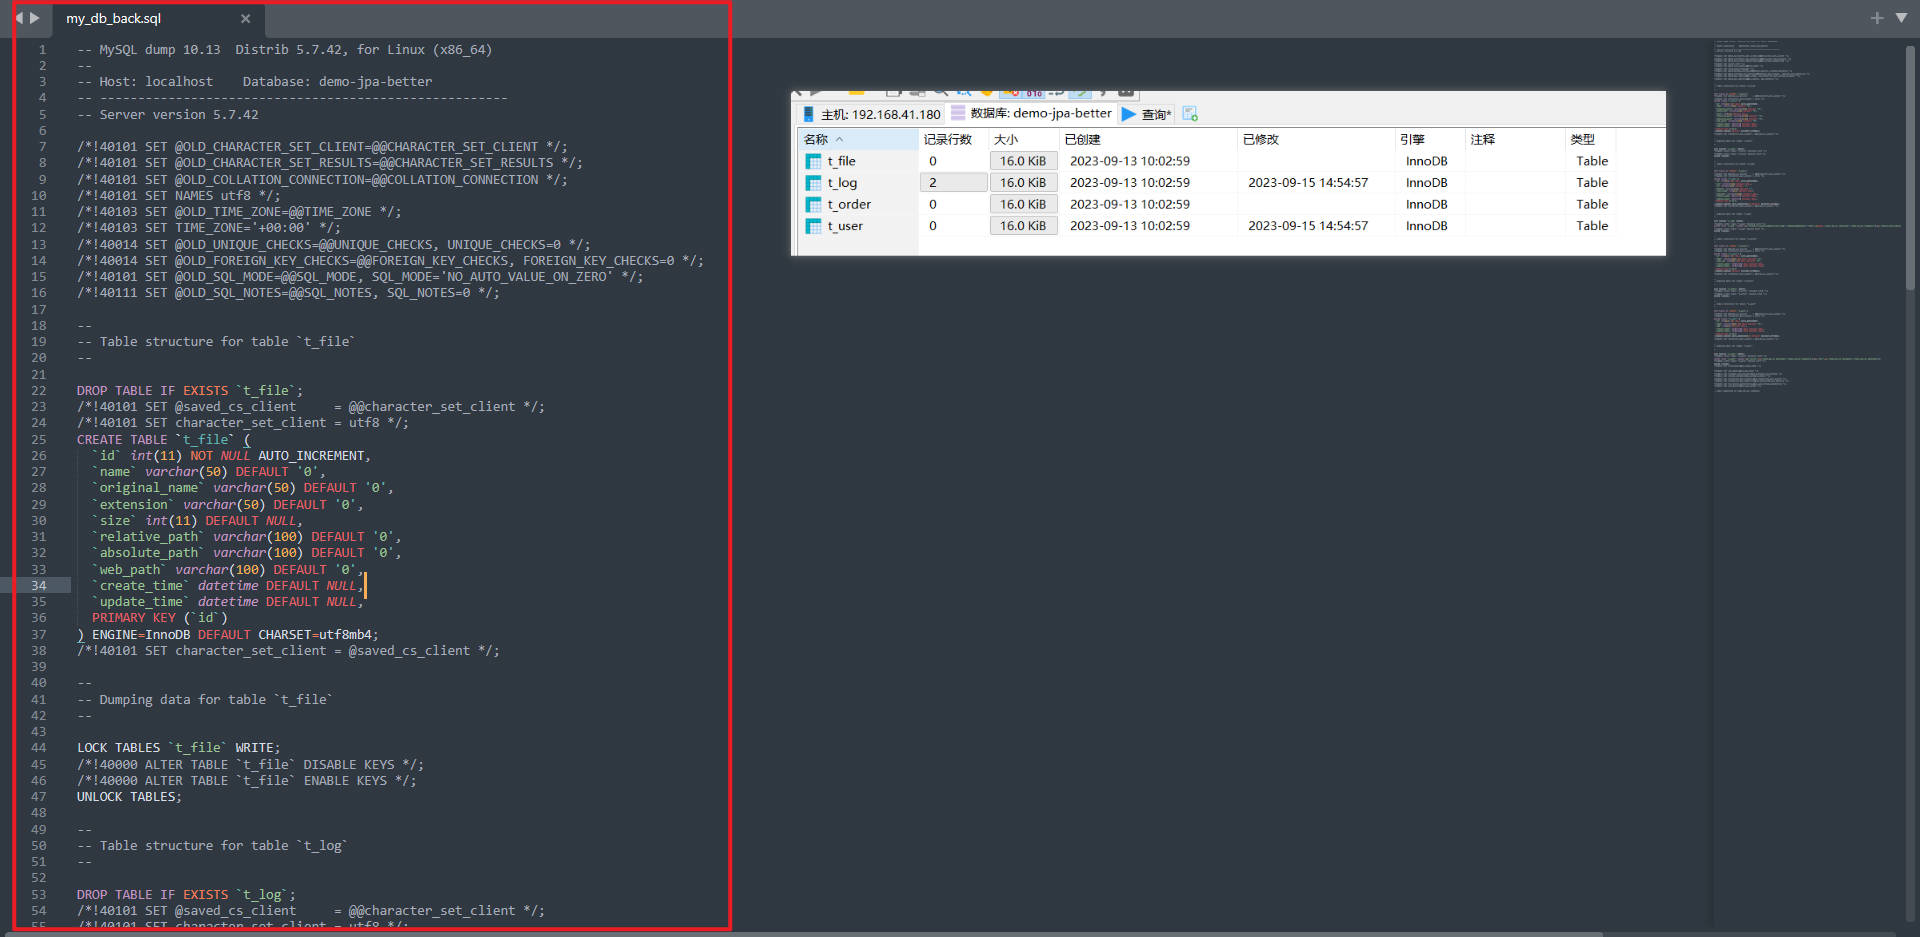 my_db_back.sql
1 -- MySQL dump 10.13  Distrib 5.7.42, for Linux (x86_64)
2 --
3 -- Host: localhost    Database: demo-jpa-better
4 -- ------------------------------------------------------
5 -- Server version 5.7.42
6
7 /*!40101 SET @OLD_CHARACTER_SET_CLIENT=@@CHARACTER_SET_CLIENT */;
8 /*!40101 SET @OLD_CHARACTER_SET_RESULTS=@@CHARACTER_SET_RESULTS */;
9 /*!40101 SET @OLD_COLLATION_CONNECTION=@@COLLATION_CONNECTION */;
10 /*!40101 SET NAMES utf8 */;
11 /*!40103 SET @OLD_TIME_ZONE=@@TIME_ZONE */;
12 /*!40103 SET TIME_ZONE='+00:00' */;
13 /*!40014 SET @OLD_UNIQUE_CHECKS=@@UNIQUE_CHECKS, UNIQUE_CHECKS=0 */;
14 /*!40014 SET @OLD_FOREIGN_KEY_CHECKS=@@FOREIGN_KEY_CHECKS, FOREIGN_KEY_CHECKS=0 */;
15 /*!40101 SET @OLD_SQL_MODE=@@SQL_MODE, SQL_MODE='NO_AUTO_VALUE_ON_ZERO' */;
16 /*!40111 SET @OLD_SQL_NOTES=@@SQL_NOTES, SQL_NOTES=0 */;
17
18 --
19 -- Table structure for table `t_file`
20 --
21
22 DROP TABLE IF EXISTS `t_file`;
23 /*!40101 SET @saved_cs_client     = @@character_set_client */;
24 /*!40101 SET character_set_client = utf8 */;
25 CREATE TABLE `t_file` (
26 `id` int(11) NOT NULL AUTO_INCREMENT,
27 `name` varchar(50) DEFAULT '0',
28 `original_name` varchar(50) DEFAULT '0',
29 `extension` varchar(50) DEFAULT '0',
30 `size` int(11) DEFAULT NULL,
31 `relative_path` varchar(100) DEFAULT '0',
32 `absolute_path` varchar(100) DEFAULT '0',
33 `web_path` varchar(100) DEFAULT '0',
34 `create_time` datetime DEFAULT NULL,
35 `update_time` datetime DEFAULT NULL,
36 PRIMARY KEY (`id`)
37 ) ENGINE=InnoDB DEFAULT CHARSET=utf8mb4;
38 /*!40101 SET character_set_client = @saved_cs_client */;
39
40 --
41 -- Dumping data for table `t_file`
42 --
43
44 LOCK TABLES `t_file` WRITE;
45 /*!40000 ALTER TABLE `t_file` DISABLE KEYS */;
46 /*!40000 ALTER TABLE `t_file` ENABLE KEYS */;
47 UNLOCK TABLES;
48
49 --
50 -- Table structure for table `t_log`
51 --
52
53 DROP TABLE IF EXISTS `t_log`;
54 /*!40101 SET @saved_cs_client     = @@character_set_client */;
55 /*!40101 SET character_set_client = utf8 */;
主机: 192.168.41.180 数据库: demo-jpa-better 查询*
名称 记录行数 大小 已创建 已修改 引擎 注释 类型
t_file 0 16.0 KiB 2023-09-13 10:02:59 InnoDB Table
t_log 2 16.0 KiB 2023-09-13 10:02:59 2023-09-15 14:54:57 InnoDB Table
t_order 0 16.0 KiB 2023-09-13 10:02:59 InnoDB Table
t_user 0 16.0 KiB 2023-09-13 10:02:59 2023-09-15 14:54:57 InnoDB Table